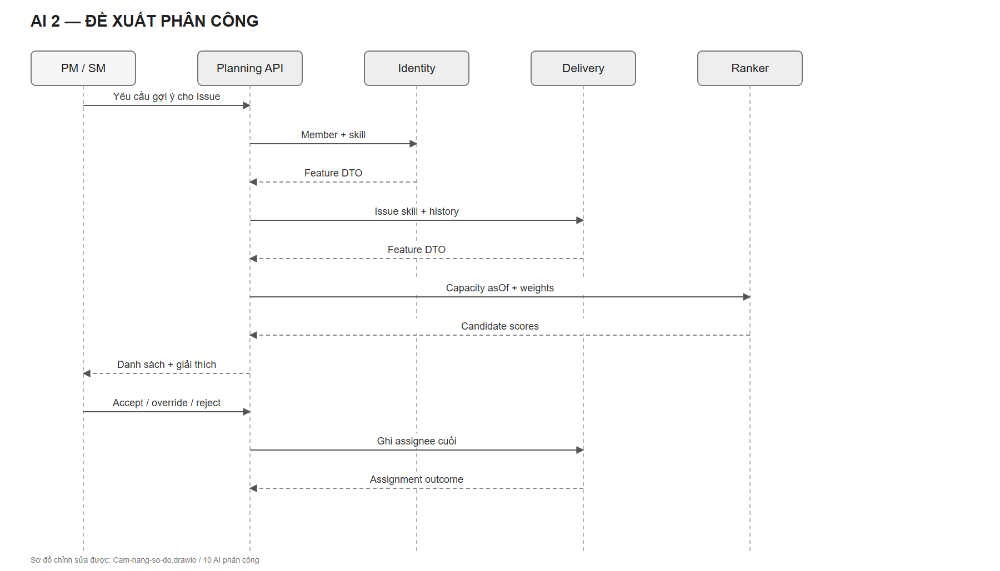 AI 2 — ĐỀ XUẤT PHÂN CÔNG
PM / SM
Planning API
Identity
Delivery
Ranker
Yêu cầu gợi ý cho Issue
Member + skill
Feature DTO
Issue skill + history
Feature DTO
Capacity asOf + weights
Candidate scores
Danh sách + giải thích
Accept / override / reject
Ghi assignee cuối
Assignment outcome
Sơ đồ chỉnh sửa được: Cam-nang-so-do.drawio / 10 AI phân công